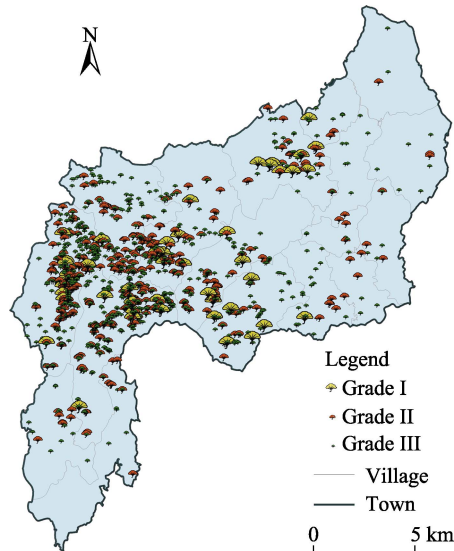 N
Legend
Grade I
Grade II
Grade III
Village
Town
0 5 km